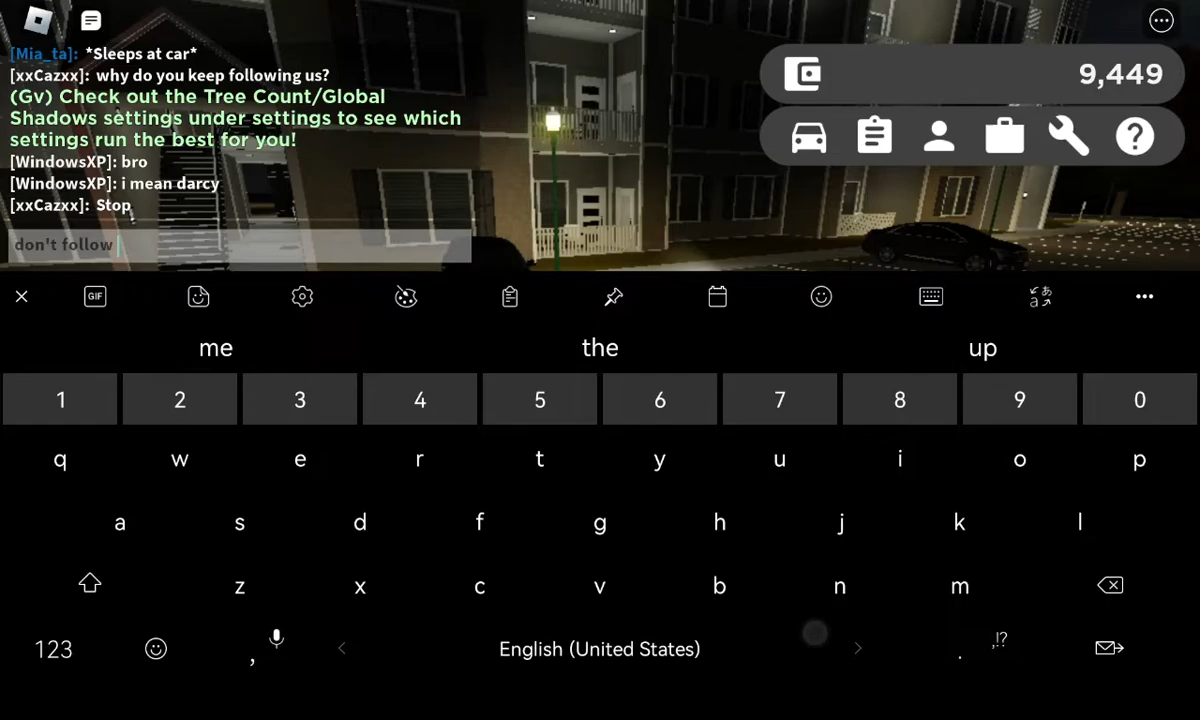 [Mia_ta]: *Sleeps at car*
[xxCazxx]: why do you keep following us?
(Gv) Check out the Tree Count/Global
Shadows settings under settings to see which
settings run the best for you!
[WindowsXP]: bro
[WindowsXP]: i mean darcy
[xxCazxx]: Stop
don't follow
9,449
GIF
me the up
1 2 3 4 5 6 7 8 9 0
q w e r t y u i o p
a s d f g h j k l
z x c v b n m
123 , English (United States) . ,!?